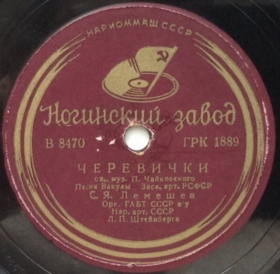 НАРКОММАШ СССР
Ногинский завод
В 8470 ГРК 1889
ЧЕРЕВИЧКИ
муз. П. Чайковского
Песня Вакулы Засл. арт. РСФСР
С. Я. Лемешев
Орк. ГАБТ СССР п/у
Нар. арт. СССР
Л. П. Штейнберга